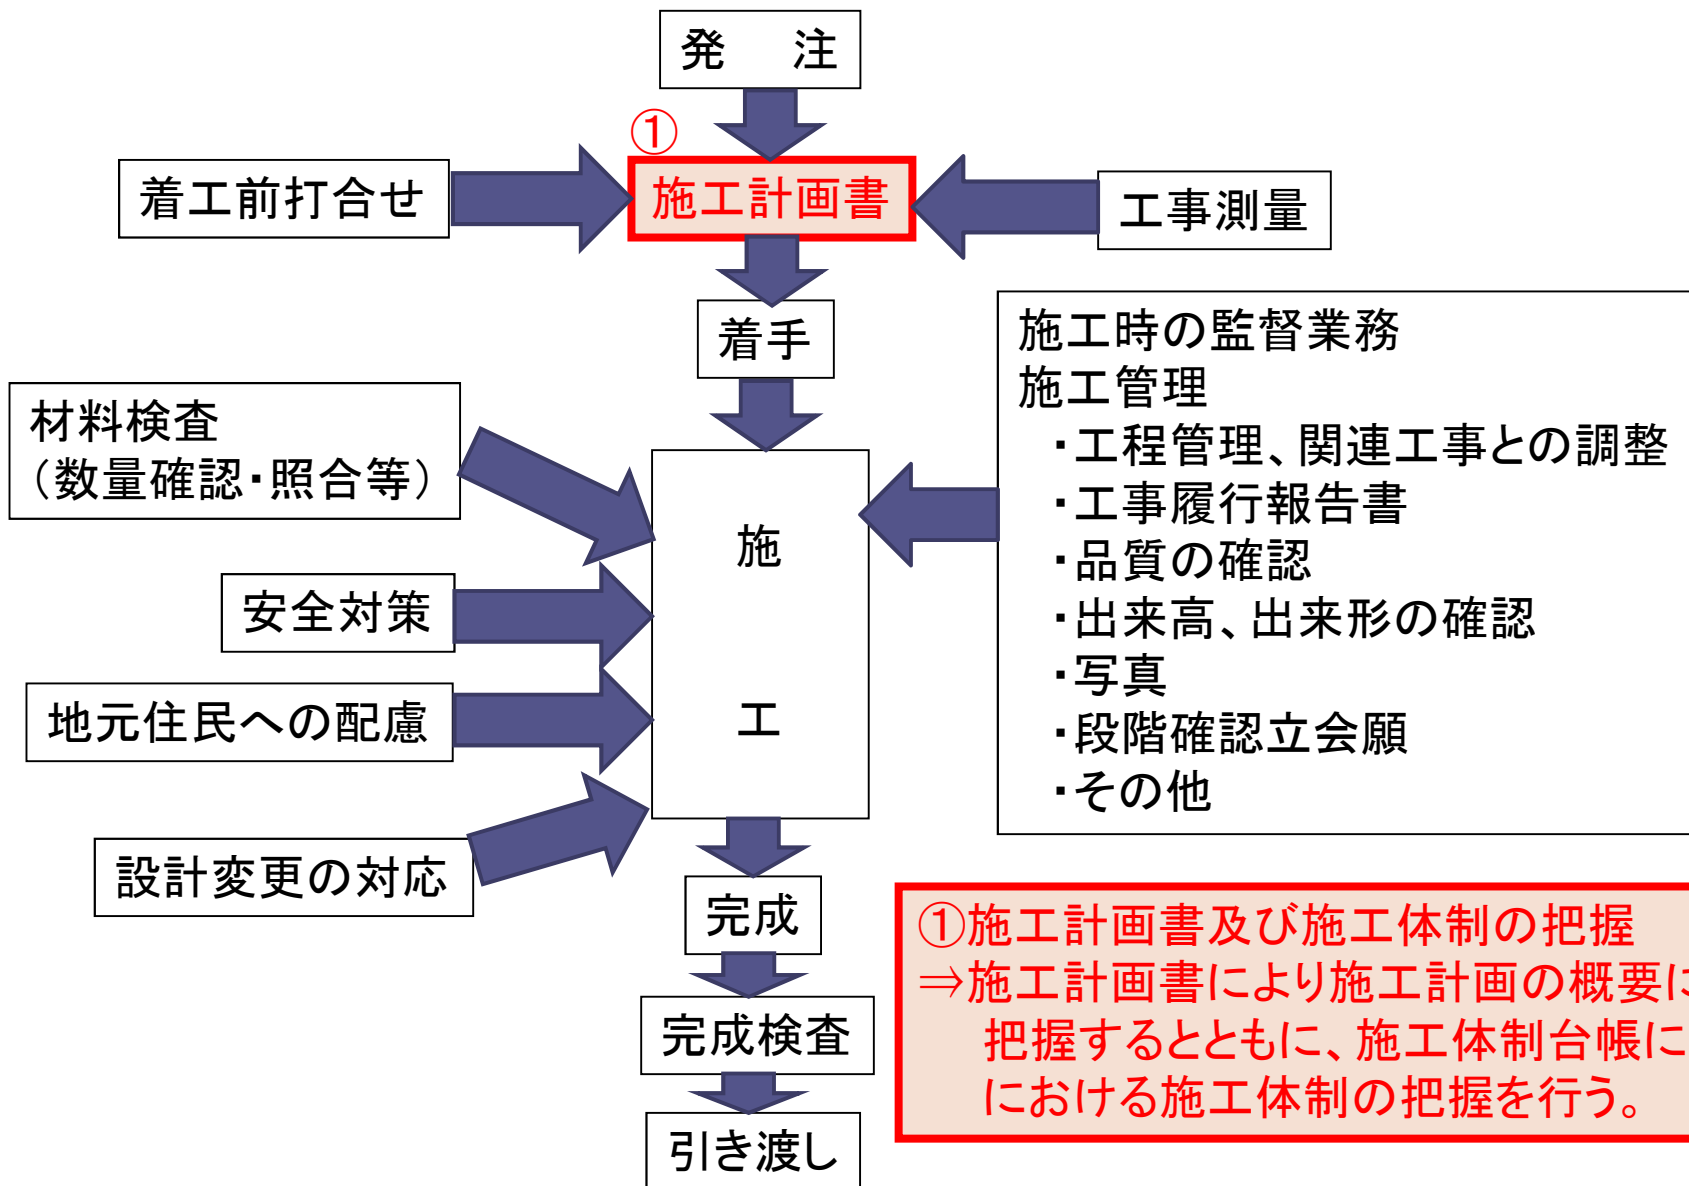 発　注
①
着工前打合せ
施工計画書
工事測量
着手
施工時の監督業務
施工管理
・工程管理、関連工事との調整
・工事履行報告書
・品質の確認
・出来高、出来形の確認
・写真
・段階確認立会願
・その他
材料検査
（数量確認・照合等）
安全対策
地元住民への配慮
設計変更の対応
施
工
完成
完成検査
引き渡し
①施工計画書及び施工体制の把握
⇒施工計画書により施工計画の概要に
把握するとともに、施工体制台帳に
における施工体制の把握を行う。